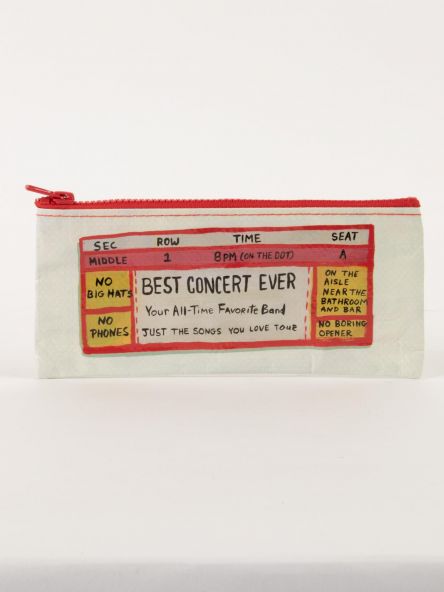 SEC ROW TIME SEAT
MIDDLE 1 8PM (ON THE DOT) A
NO
BIG HATS
NO
PHONES
BEST CONCERT EVER
Your All-Time Favorite Band
JUST THE SONGS YOU LOVE TOUR
ON THE
AISLE
NEAR THE
BATHROOM
AND BAR
NO BORING
OPENER